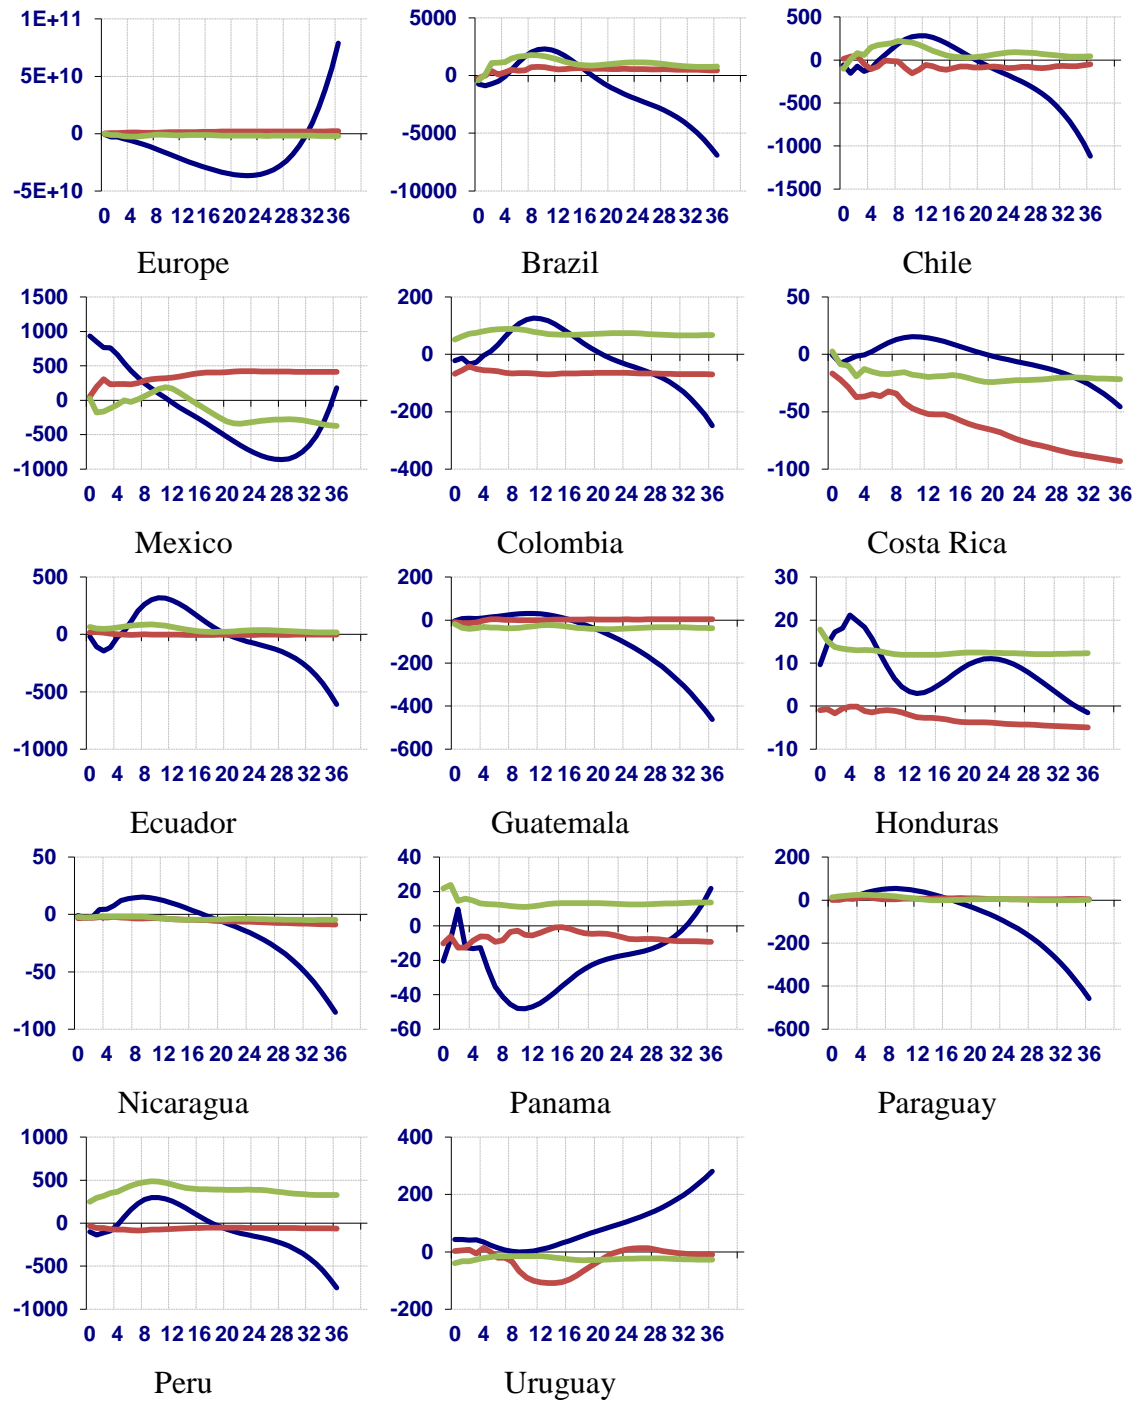 1E+11
5E+10
0
-5E+10
0 4 8 12 16 20 24 28 32 36
Europe
5000
0
-5000
-10000
0 4 8 12 16 20 24 28 32 36
Brazil
500
0
-500
-1000
-1500
0 4 8 12 16 20 24 28 32 36
Chile
1500
1000
500
0
-500
-1000
0 4 8 12 16 20 24 28 32 36
Mexico
200
0
-200
-400
0 4 8 12 16 20 24 28 32 36
Colombia
50
0
-50
-100
0 4 8 12 16 20 24 28 32 36
Costa Rica
500
0
-500
-1000
0 4 8 12 16 20 24 28 32 36
Ecuador
200
0
-200
-400
-600
0 4 8 12 16 20 24 28 32 36
Guatemala
30
20
10
0
-10
0 4 8 12 16 20 24 28 32 36
Honduras
50
0
-50
-100
0 4 8 12 16 20 24 28 32 36
Nicaragua
40
20
0
-20
-40
-60
0 4 8 12 16 20 24 28 32 36
Panama
200
0
-200
-400
-600
0 4 8 12 16 20 24 28 32 36
Paraguay
1000
500
0
-500
-1000
0 4 8 12 16 20 24 28 32 36
Peru
400
200
0
-200
0 4 8 12 16 20 24 28 32 36
Uruguay